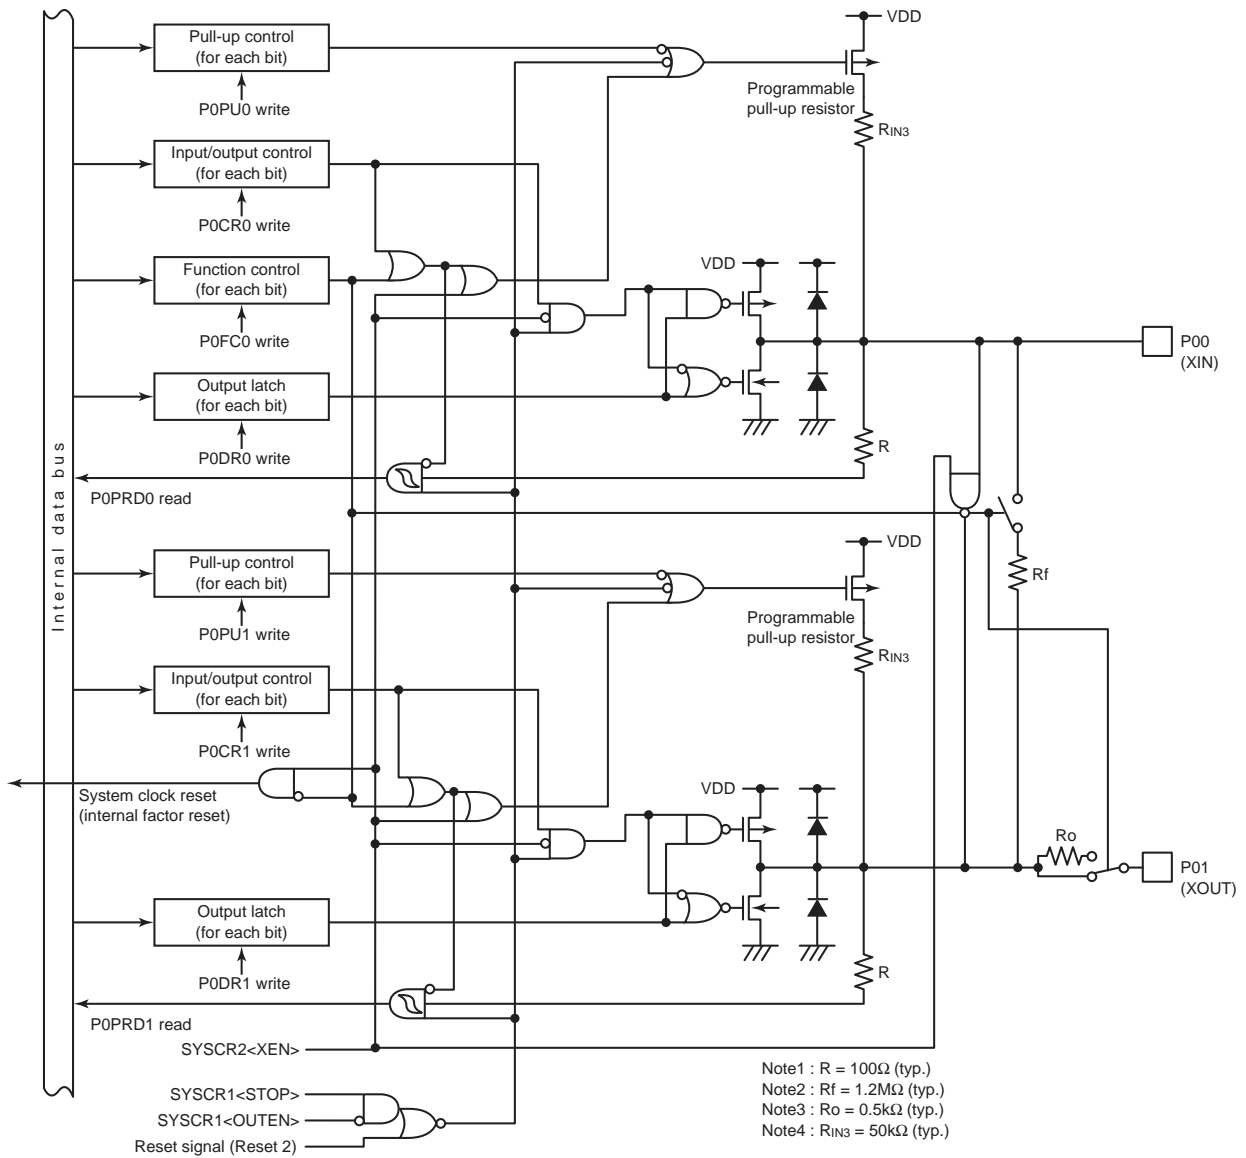 VDD
Pull-up control
(for each bit)
P0PU0 write
Programmable
pull-up resistor
RIN3
Input/output control
(for each bit)
P0CR0 write
Function control
(for each bit)
P0FC0 write
VDD
P00
(XIN)
Output latch
(for each bit)
P0DR0 write
R
P0PRD0 read
Internal data bus
VDD
Pull-up control
(for each bit)
P0PU1 write
Rf
Programmable
pull-up resistor
RIN3
Input/output control
(for each bit)
P0CR1 write
System clock reset
(internal factor reset)
VDD
Ro
P01
(XOUT)
Output latch
(for each bit)
P0DR1 write
R
P0PRD1 read
SYSCR2<XEN>
SYSCR1<STOP>
SYSCR1<OUTEN>
Reset signal (Reset 2)
Note1 : R = 100Ω (typ.)
Note2 : Rf = 1.2MΩ (typ.)
Note3 : Ro = 0.5kΩ (typ.)
Note4 : RIN3 = 50kΩ (typ.)